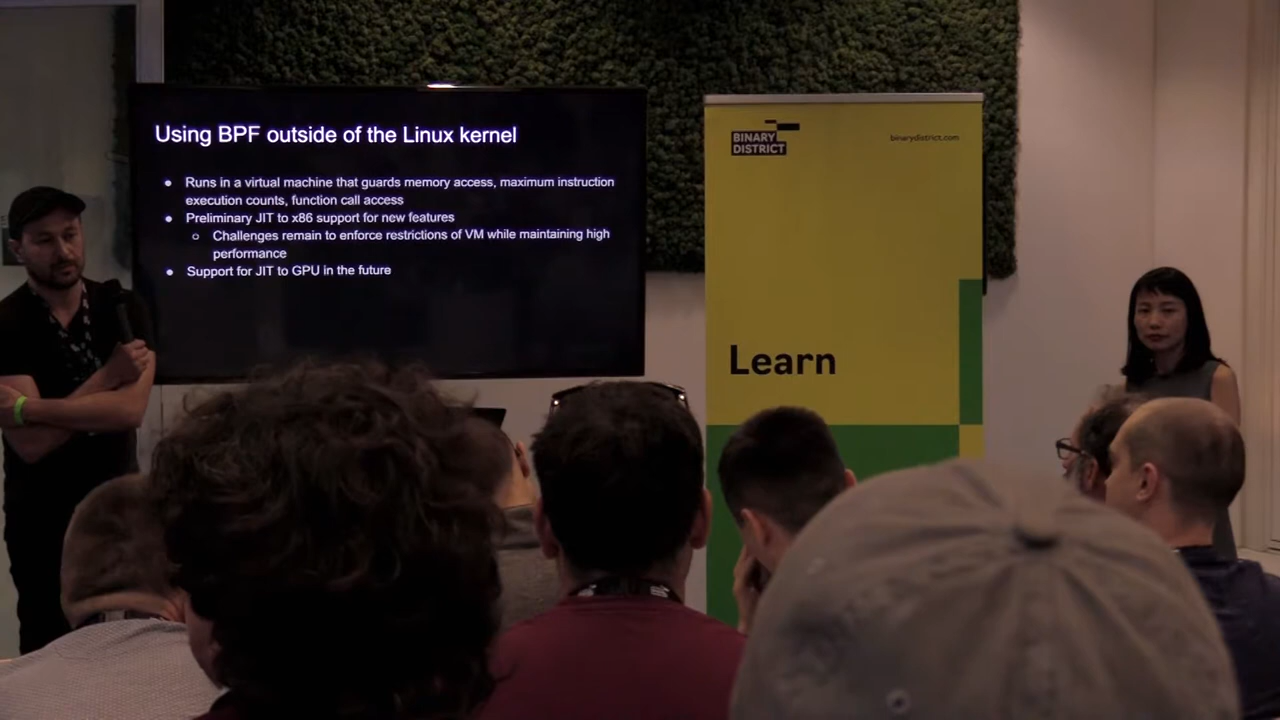 Using BPF outside of the Linux kernel
Runs in a virtual machine that guards memory access, maximum instruction
execution counts, function call access
Preliminary JIT to x86 support for new features
Challenges remain to enforce restrictions of VM while maintaining high
performance
Support for JIT to GPU in the future
BINARY
DISTRICT
binarydistrict.com
Learn